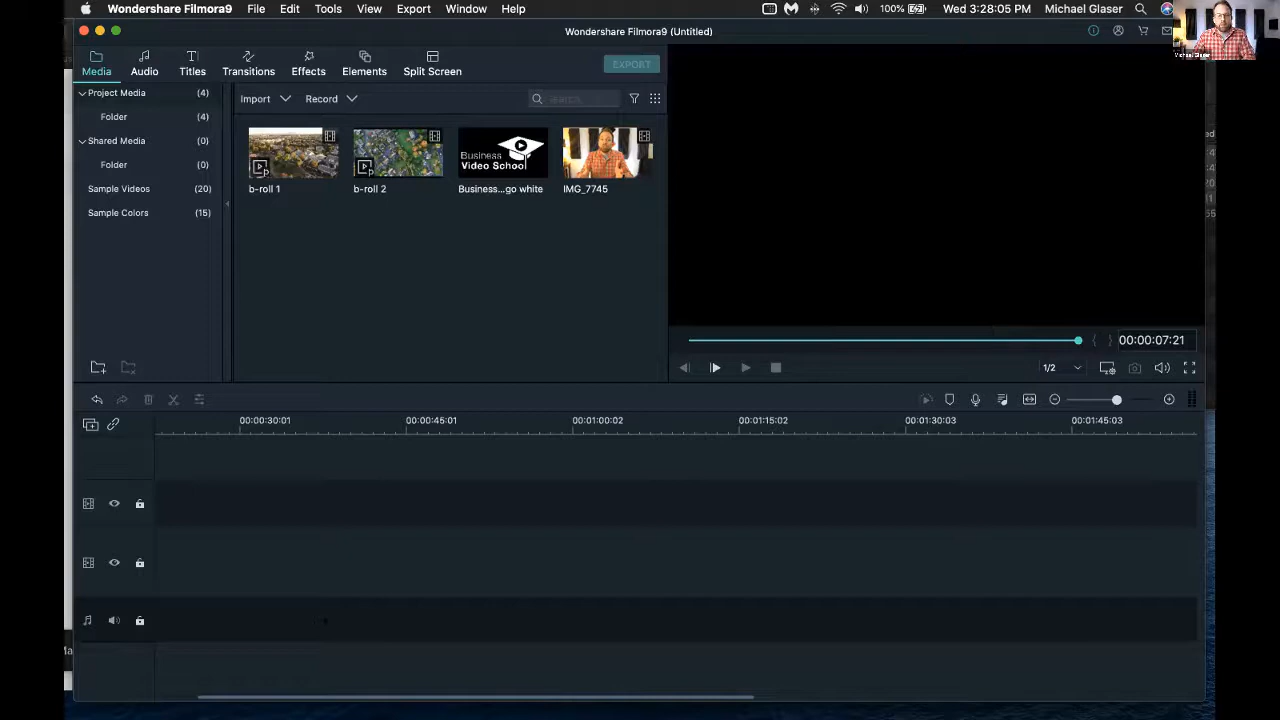 Wondershare Filmora9 File Edit Tools View Export Window Help 100% Wed 3:28:05 PM Michael Glaser
Wondershare Filmora9 (Untitled)
Michael Glaser
Media Audio Titles Transitions Effects Elements Split Screen EXPORT
Project Media (4)
Import Record Search
Folder (4)
Shared Media (0)
Folder (0)
Sample Videos (20)
Sample Colors (15)
Business
Video School
b-roll 1 b-roll 2 Business...go white IMG_7745
00:00:07:21
1/2
00:00:30:01 00:00:45:01 00:01:00:02 00:01:15:02 00:01:30:03 00:01:45:03